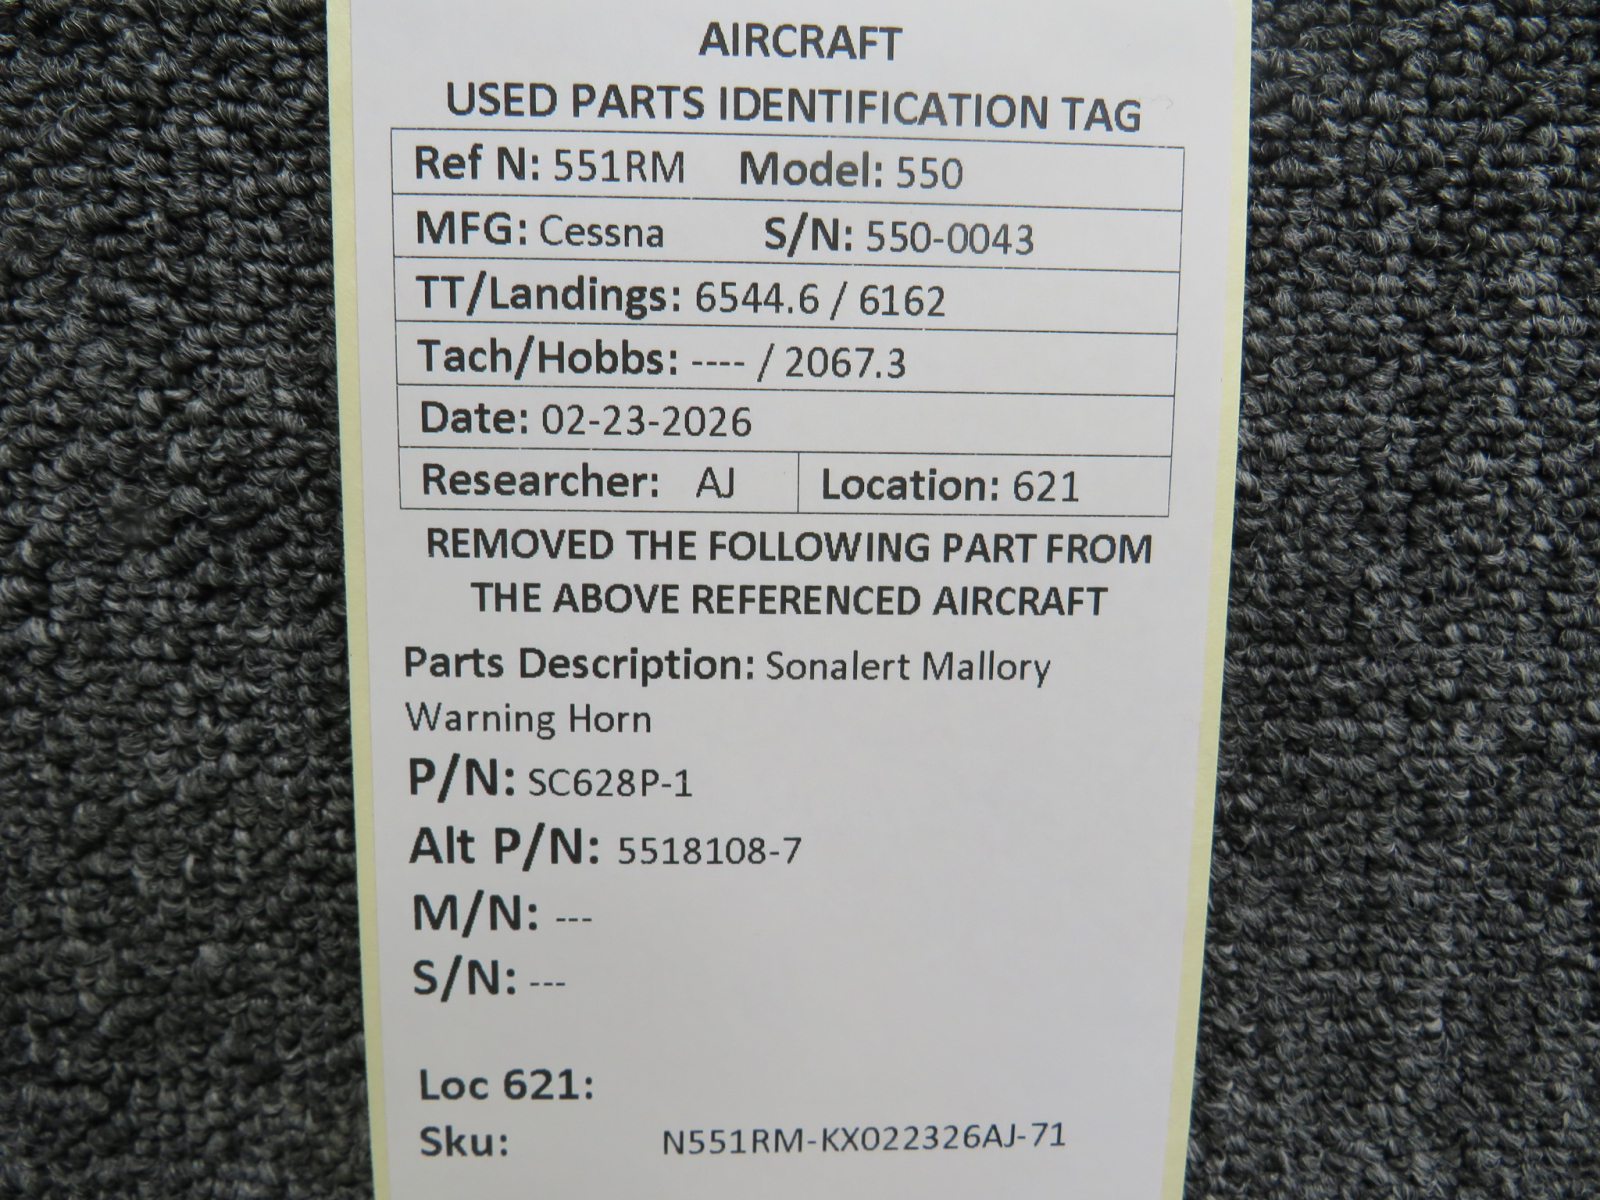 AIRCRAFT
USED PARTS IDENTIFICATION TAG
Ref N: 551RM Model: 550
MFG: Cessna S/N: 550-0043
TT/Landings: 6544.6 / 6162
Tach/Hobbs: ---- / 2067.3
Date: 02-23-2026
Researcher: AJ Location: 621
REMOVED THE FOLLOWING PART FROM
THE ABOVE REFERENCED AIRCRAFT
Parts Description: Sonalert Mallory
Warning Horn
P/N: SC628P-1
Alt P/N: 5518108-7
M/N: ---
S/N: ---
Loc 621:
Sku: N551RM-KX022326AJ-71